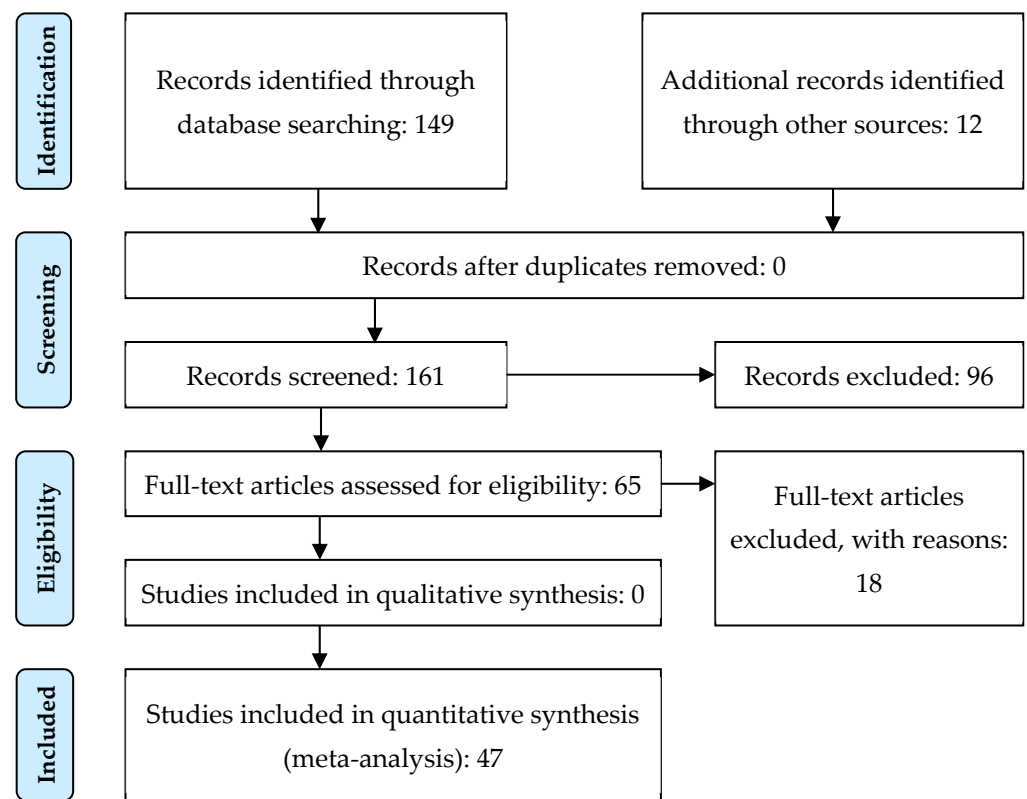 Identification
Records identified through
database searching: 149
Additional records identified
through other sources: 12
Screening
Records after duplicates removed: 0
Records screened: 161
Records excluded: 96
Eligibility
Full-text articles assessed for eligibility: 65
Full-text articles
excluded, with reasons:
18
Studies included in qualitative synthesis: 0
Included
Studies included in quantitative synthesis
(meta-analysis): 47